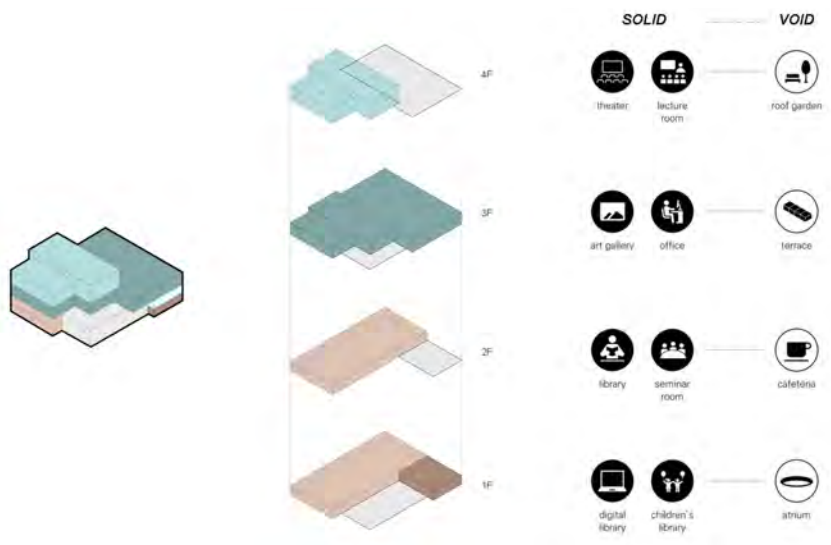 SOLID VOID
4F
theater lecture room roof garden
3F
art gallery office terrace
2F
library seminar room cafeteria
1F
digital library children's library atrium